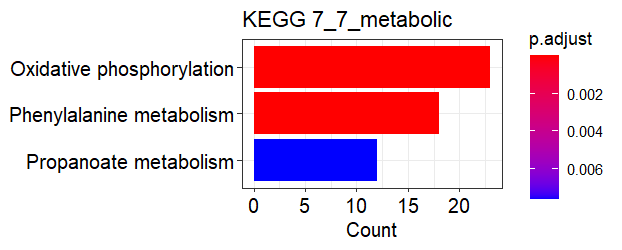 KEGG 7_7_metabolic
Oxidative phosphorylation
Phenylalanine metabolism
Propanoate metabolism
0 5 10 15 20
Count
p.adjust
0.002
0.004
0.006